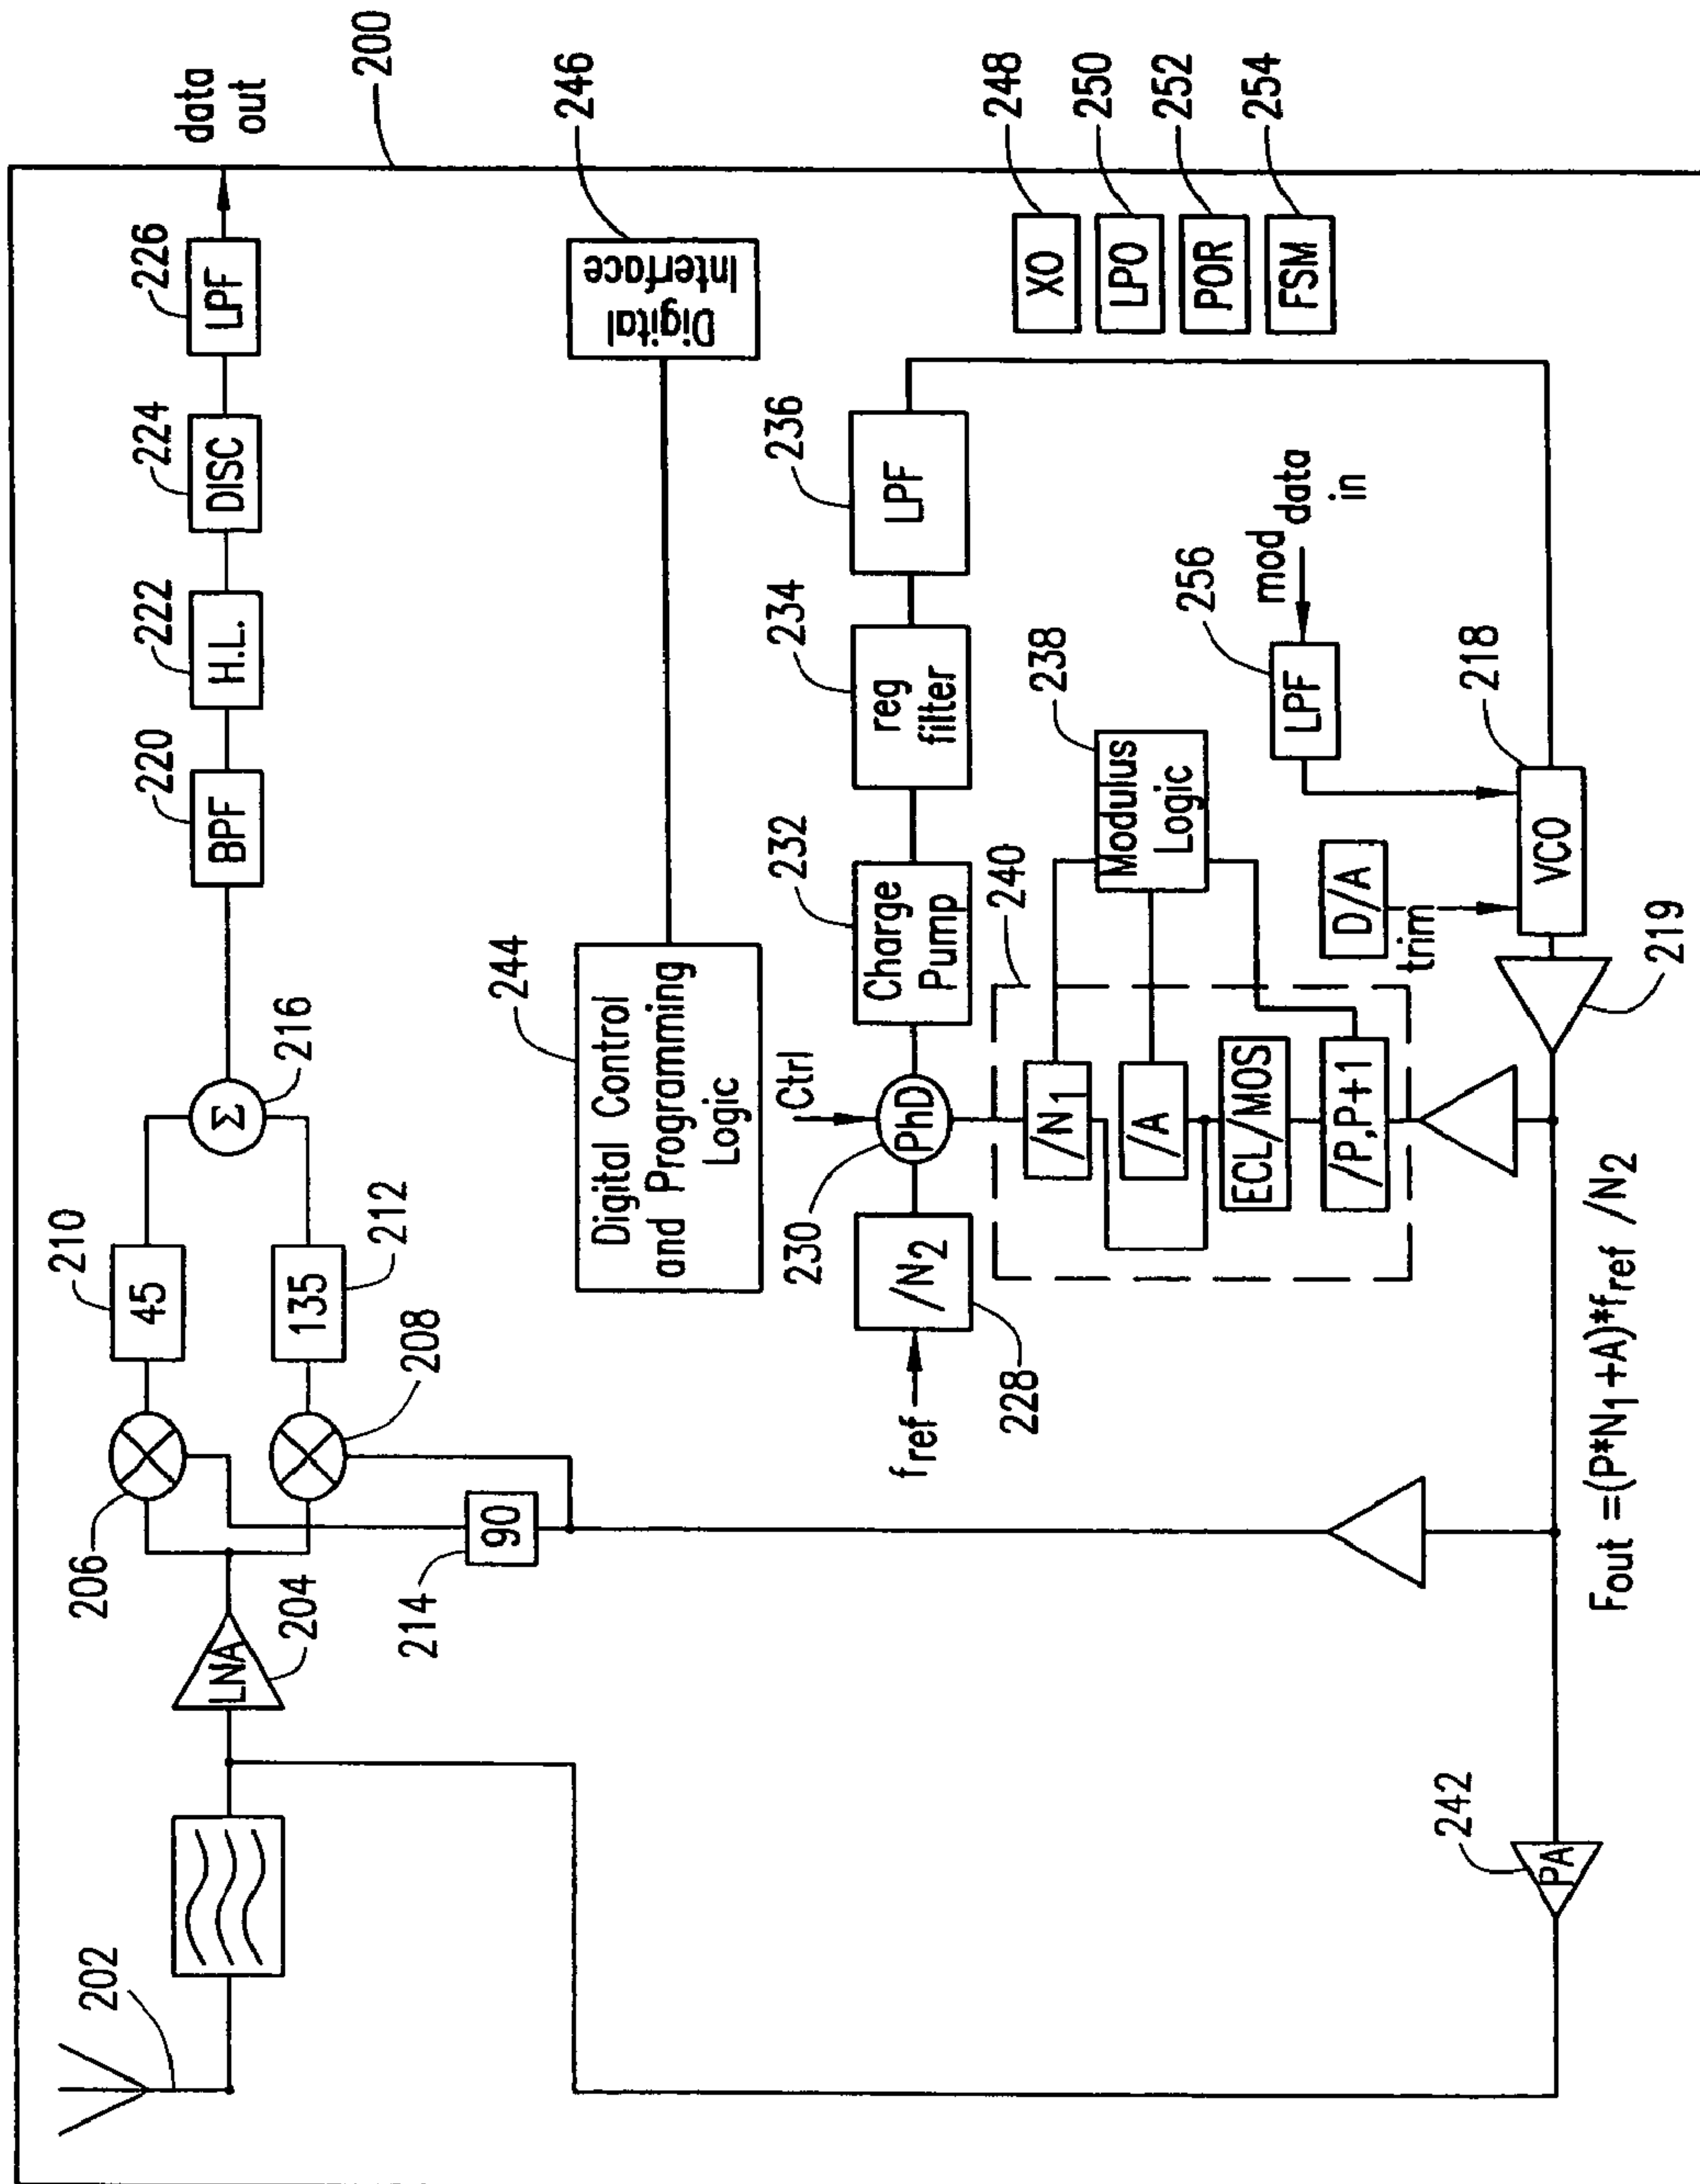 data
out
200
202
LNA
204
206
208
45
210
135
212
90
214
Σ
216
BPF
220
H.L.
222
DISC
224
LPF
226
Digital Control
and Programming
Logic
244
Digital
Interface
246
XO
248
LPO
250
POR
252
FSM
254
fref
/N2
228
Ctrl
PhD
230
Charge
Pump
232
reg
filter
234
LPF
236
/N1
/A
ECL/MOS
/P,P+1
240
Modulus
Logic
238
mod data
in
LPF
256
D/A
trim
VCO
218
219
PA
242
Fout =(P*N1+A)*fref /N2